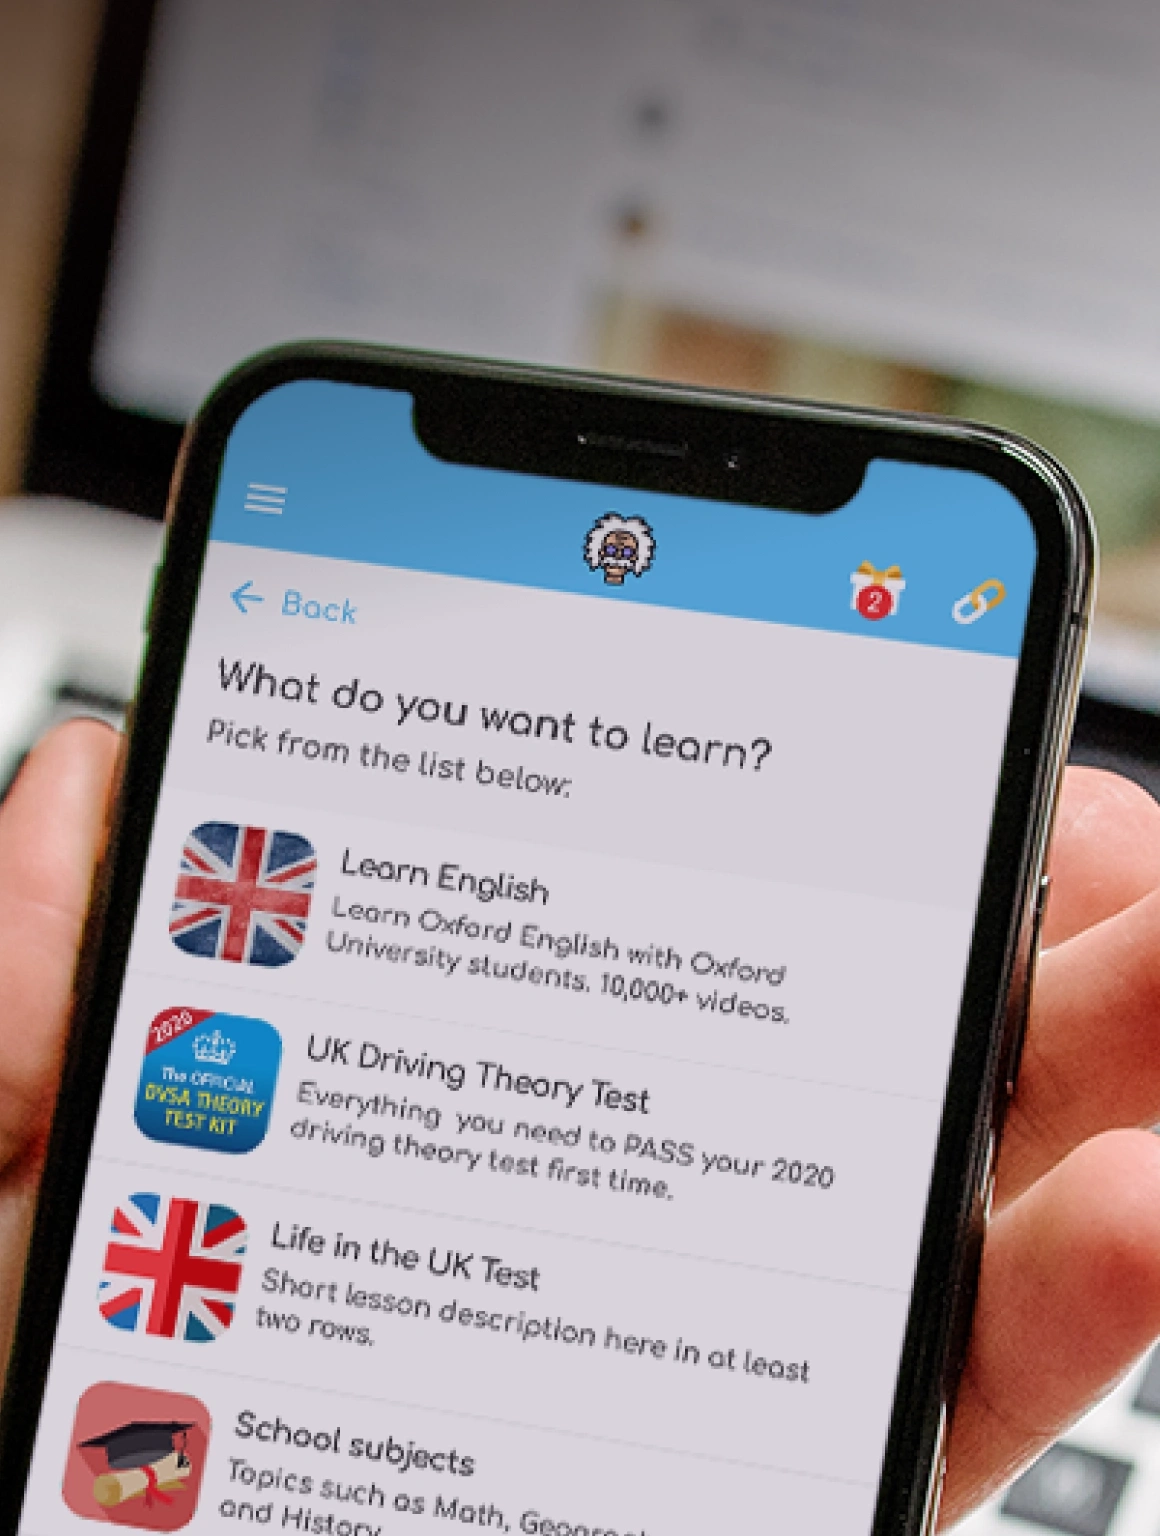 2
← Back
What do you want to learn?
Pick from the list below:
Learn English
Learn Oxford English with Oxford
University students. 10,000+ videos.
2020
The OFFICIAL
DVSA THEORY
TEST KIT
UK Driving Theory Test
Everything you need to PASS your 2020
driving theory test first time.
Life in the UK Test
Short lesson description here in at least
two rows.
School subjects
Topics such as Math,
and History